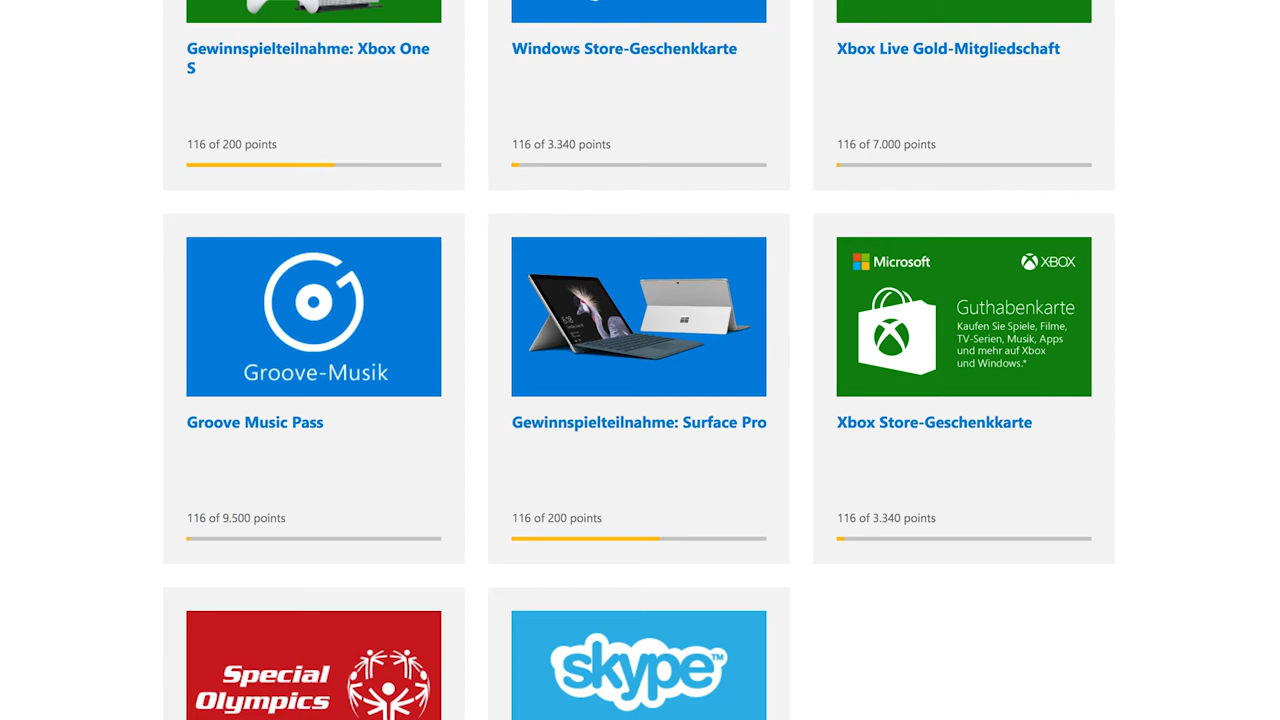 Gewinnspielteilnahme: Xbox One
S
116 of 200 points
Windows Store-Geschenkkarte
116 of 3.340 points
Xbox Live Gold-Mitgliedschaft
116 of 7.000 points
Groove-Musik
Groove Music Pass
116 of 9.500 points
Gewinnspielteilnahme: Surface Pro
116 of 200 points
Microsoft
XBOX
Guthabenkarte
Kaufen Sie Spiele, Filme,
TV-Serien, Musik, Apps
und mehr auf Xbox
und Windows.*
Xbox Store-Geschenkkarte
116 of 3.340 points
Special
Olympics
skype™